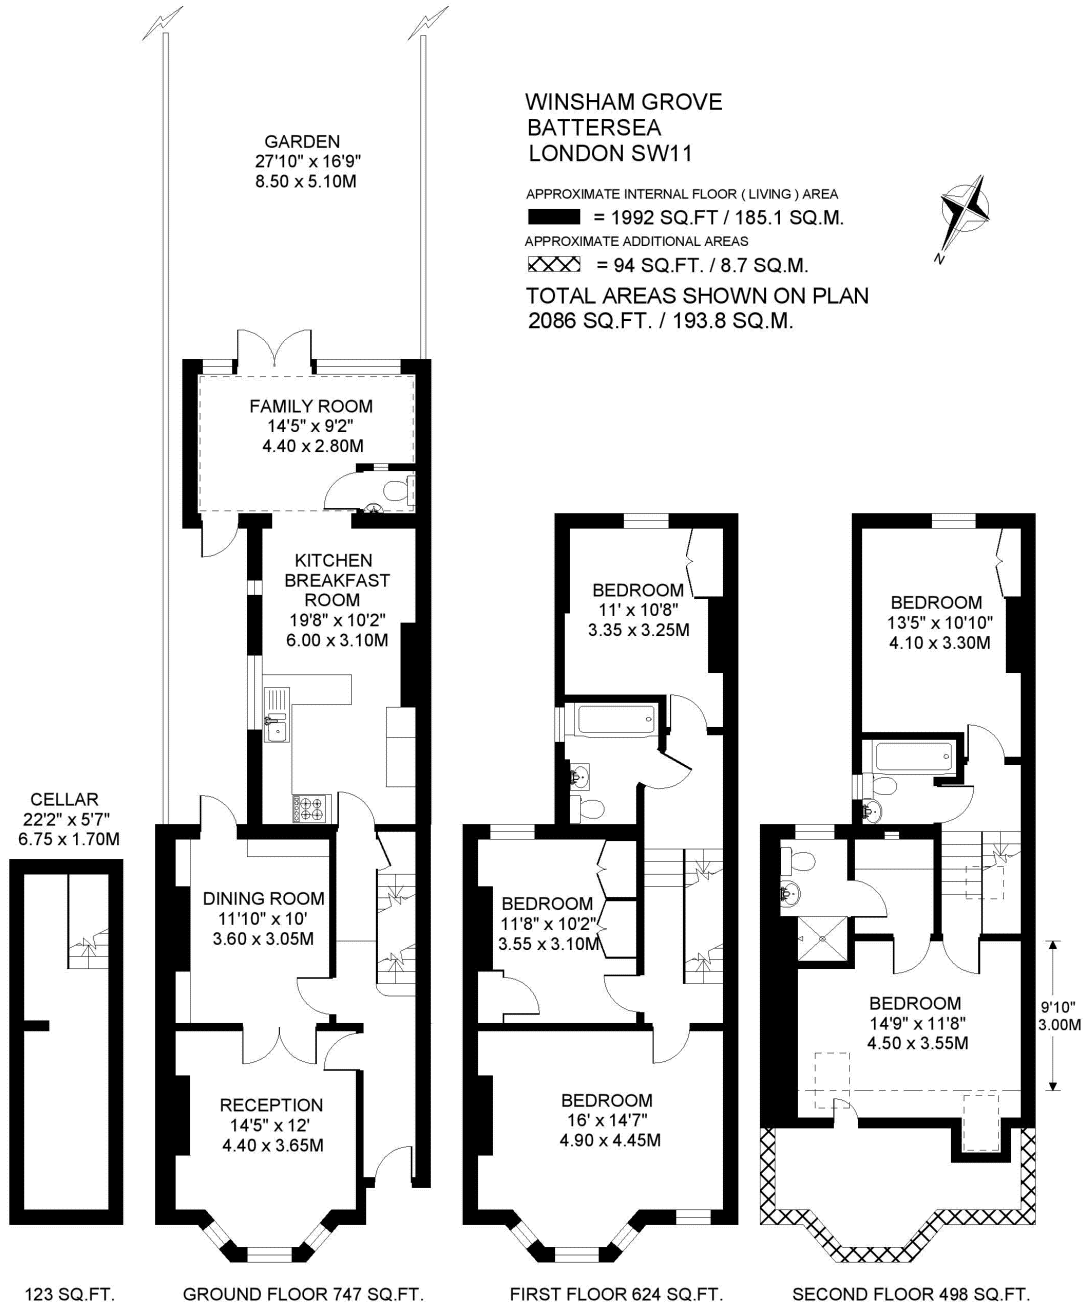 GARDEN
27'10" x 16'9"
8.50 x 5.10M
WINSHAM GROVE
BATTERSEA
LONDON SW11
APPROXIMATE INTERNAL FLOOR ( LIVING ) AREA
= 1992 SQ.FT / 185.1 SQ.M.
APPROXIMATE ADDITIONAL AREAS
= 94 SQ.FT. / 8.7 SQ.M.
TOTAL AREAS SHOWN ON PLAN
2086 SQ.FT. / 193.8 SQ.M.
N
FAMILY ROOM
14'5" x 9'2"
4.40 x 2.80M
KITCHEN
BREAKFAST
ROOM
19'8" x 10'2"
6.00 x 3.10M
BEDROOM
11' x 10'8"
3.35 x 3.25M
BEDROOM
13'5" x 10'10"
4.10 x 3.30M
CELLAR
22'2" x 5'7"
6.75 x 1.70M
DINING ROOM
11'10" x 10'
3.60 x 3.05M
BEDROOM
11'8" x 10'2"
3.55 x 3.10M
BEDROOM
14'9" x 11'8"
4.50 x 3.55M
9'10"
3.00M
RECEPTION
14'5" x 12'
4.40 x 3.65M
BEDROOM
16' x 14'7"
4.90 x 4.45M
123 SQ.FT.
GROUND FLOOR 747 SQ.FT.
FIRST FLOOR 624 SQ.FT.
SECOND FLOOR 498 SQ.FT.